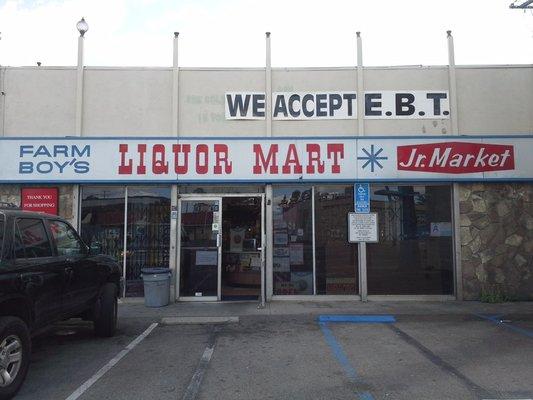 WE ACCEPT E.B.T.
FARM BOY'S LIQUOR MART Jr. Market
THANK YOU
FOR SHOPPING